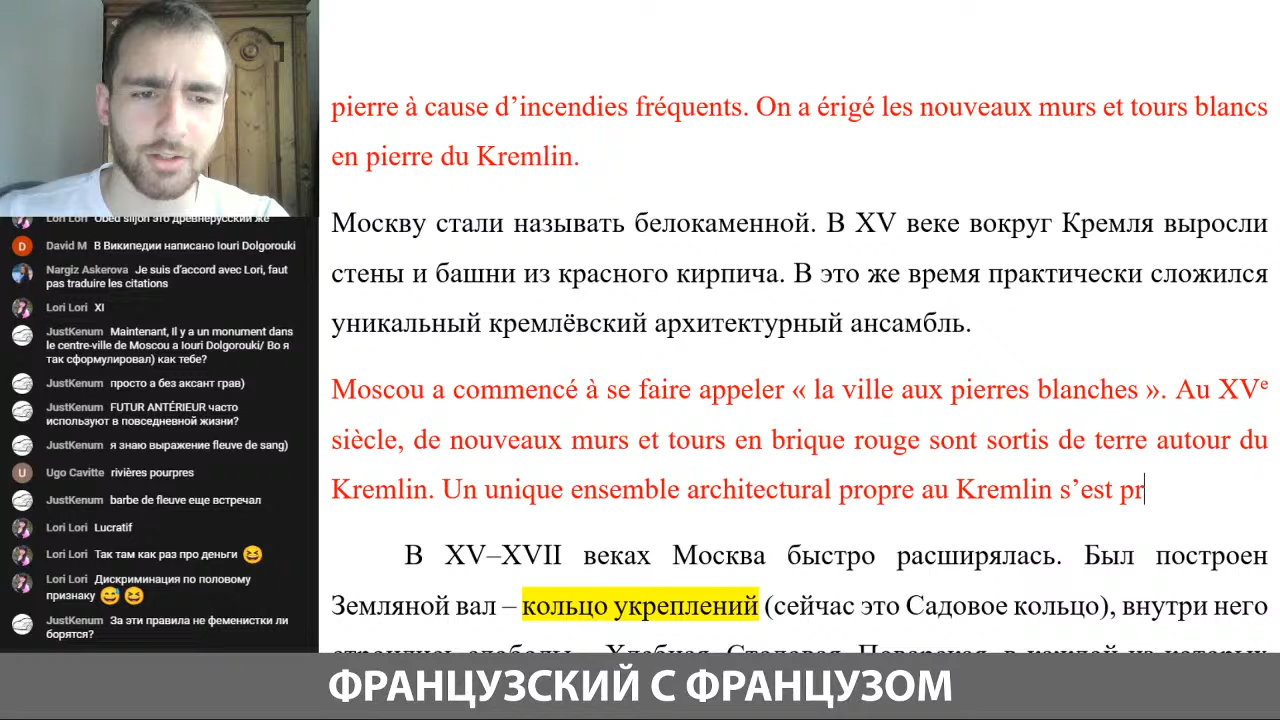 pierre à cause d’incendies fréquents. On a érigé les nouveaux murs et tours blancs
en pierre du Kremlin.
Москву стали называть белокаменной. В XV веке вокруг Кремля выросли
стены и башни из красного кирпича. В это же время практически сложился
уникальный кремлёвский архитектурный ансамбль.
Moscou a commencé à se faire appeler « la ville aux pierres blanches ». Au XVᵉ
siècle, de nouveaux murs et tours en brique rouge sont sortis de terre autour du
Kremlin. Un unique ensemble architectural propre au Kremlin s’est pr
В XV–XVII веках Москва быстро расширялась. Был построен
Земляной вал – кольцо укреплений (сейчас это Садовое кольцо), внутри него
Lori Lori Obed siljon это древнерусский же
D David M В Википедии написано Iouri Dolgorouki
Nargiz Askerova Je suis d’accord avec Lori, faut
pas traduire les citations
Lori Lori XI
JustKenum Maintenant, Il y a un monument dans
le centre-ville de Moscou a Iouri Dolgorouki/ Во я
так сформулировал) как тебе?
JustKenum просто а без аксант грав)
JustKenum FUTUR ANTÉRIEUR часто
используют в повседневной жизни?
JustKenum я знаю выражение fleuve de sang)
U Ugo Cavitte rivières pourpres
JustKenum barbe de fleuve еще встречал
Lori Lori Lucratif
Lori Lori Так там как раз про деньги 😆
Lori Lori Дискриминация по половому
признаку 😅 😆
JustKenum За эти правила не феменистки ли
борятся?
ФРАНЦУЗСКИЙ С ФРАНЦУЗОМ